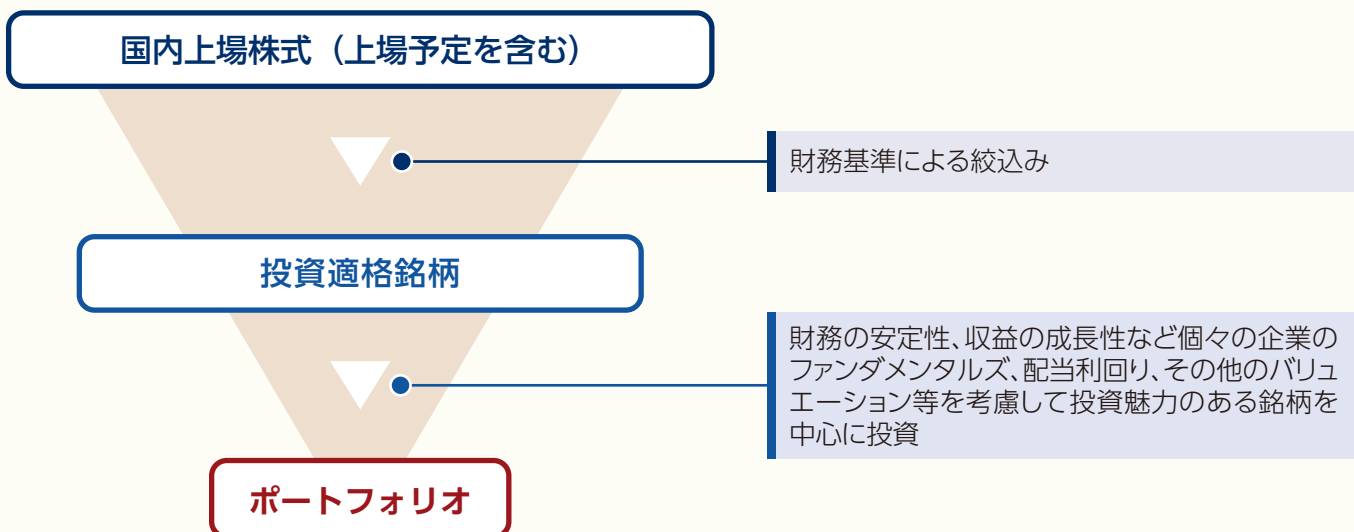 国内上場株式（上場予定を含む）
財務基準による絞込み
投資適格銘柄
財務の安定性、収益の成長性など個々の企業の
ファンダメンタルズ、配当利回り、その他のバリュ
エーション等を考慮して投資魅力のある銘柄を
中心に投資
ポートフォリオ